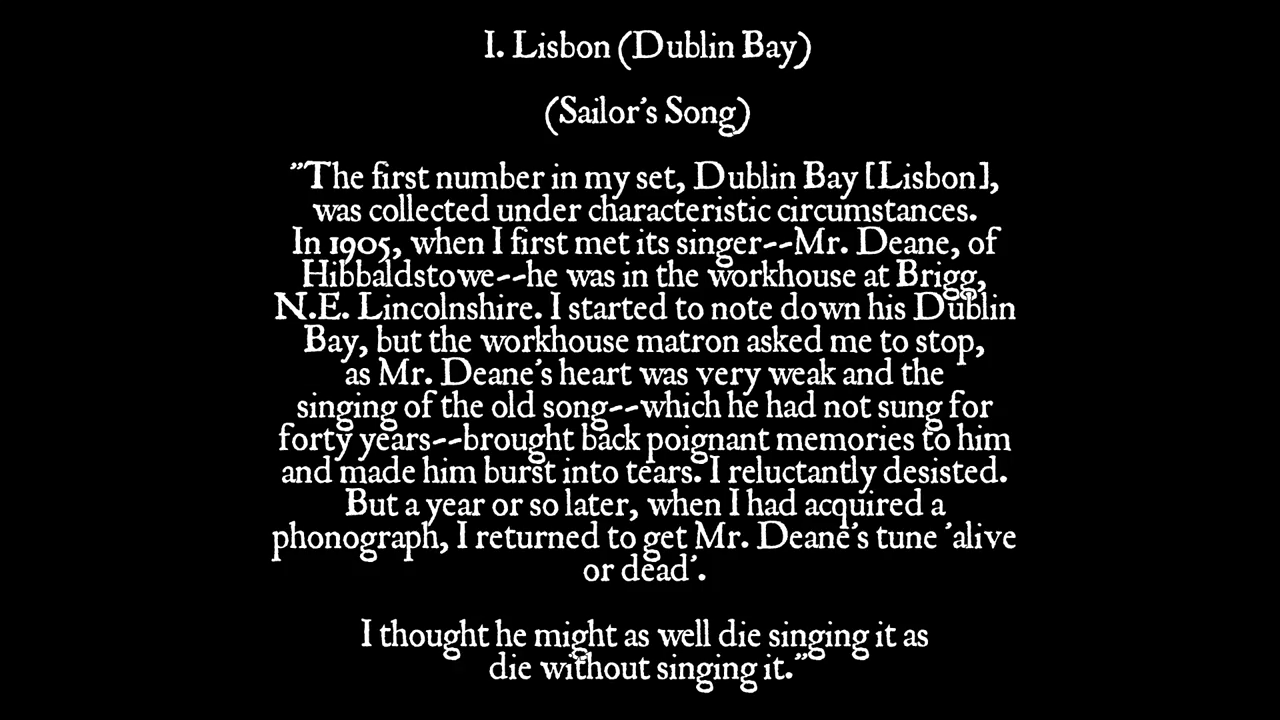 I. Lisbon (Dublin Bay)
(Sailor's Song)
"The first number in my set, Dublin Bay [Lisbon],
was collected under characteristic circumstances.
In 1905, when I first met its singer--Mr. Deane, of
Hibbaldstowe--he was in the workhouse at Brigg,
N.E. Lincolnshire. I started to note down his Dublin
Bay, but the workhouse matron asked me to stop,
as Mr. Deane's heart was very weak and the
singing of the old song--which he had not sung for
forty years--brought back poignant memories to him
and made him burst into tears. I reluctantly desisted.
But a year or so later, when I had acquired a
phonograph, I returned to get Mr. Deane's tune 'alive
or dead'.
I thought he might as well die singing it as
die without singing it."